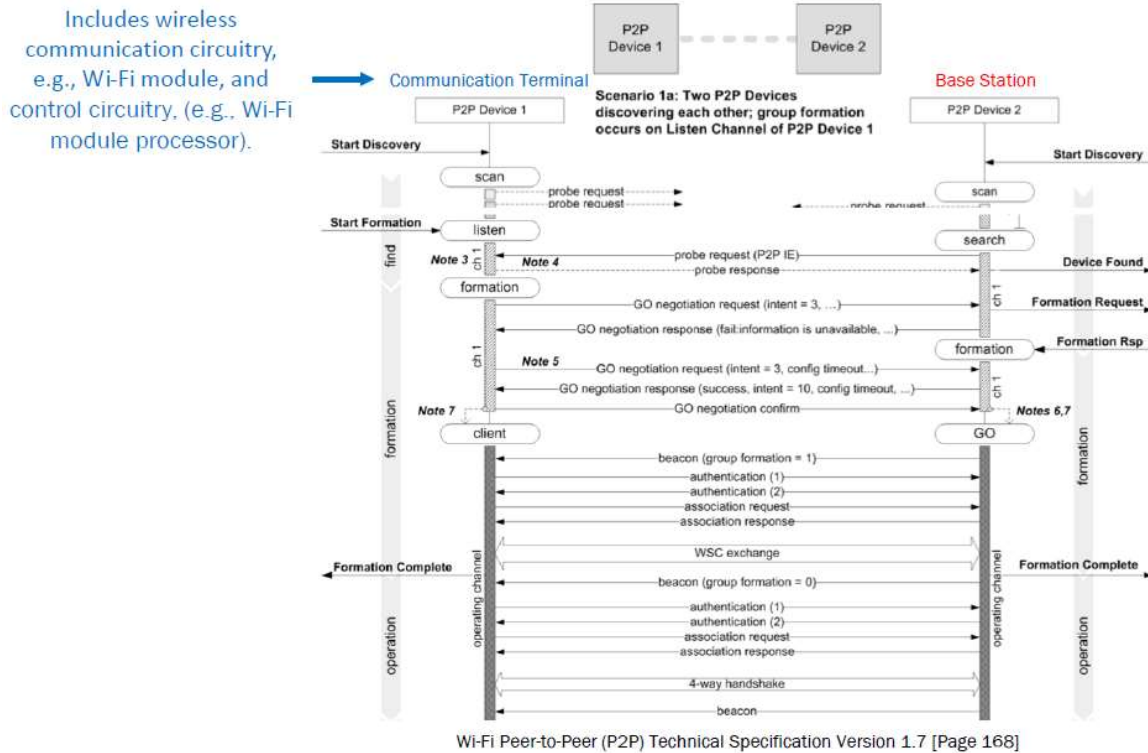 Includes wireless
communication circuitry,
e.g., Wi-Fi module, and
control circuitry, (e.g., Wi-Fi
module processor).
P2P
Device 1
P2P
Device 2
Communication Terminal
Base Station
Scenario 1a: Two P2P Devices
discovering each other; group formation
occurs on Listen Channel of P2P Device 1
P2P Device 1
P2P Device 2
Start Discovery
Start Discovery
scan
scan
probe request
probe request
probe request
Start Formation
listen
search
find
Note 3
ch 1
Note 4
probe request (P2P IE)
probe response
Device Found
formation
ch 1
GO negotiation request (intent = 3, ...)
Formation Request
GO negotiation response (fail:information is unavailable, ...)
ch 1
formation
Formation Rsp
Note 5
GO negotiation request (intent = 3, config timeout...)
GO negotiation response (success, intent = 10, config timeout, ...)
ch 1
Note 7
GO negotiation confirm
Notes 6,7
formation
client
GO
formation
beacon (group formation = 1)
authentication (1)
authentication (2)
association request
association response
WSC exchange
Formation Complete
Formation Complete
operating channel
operating channel
beacon (group formation = 0)
authentication (1)
authentication (2)
association request
association response
operation
operation
4-way handshake
beacon
Wi-Fi Peer-to-Peer (P2P) Technical Specification Version 1.7 [Page 168]